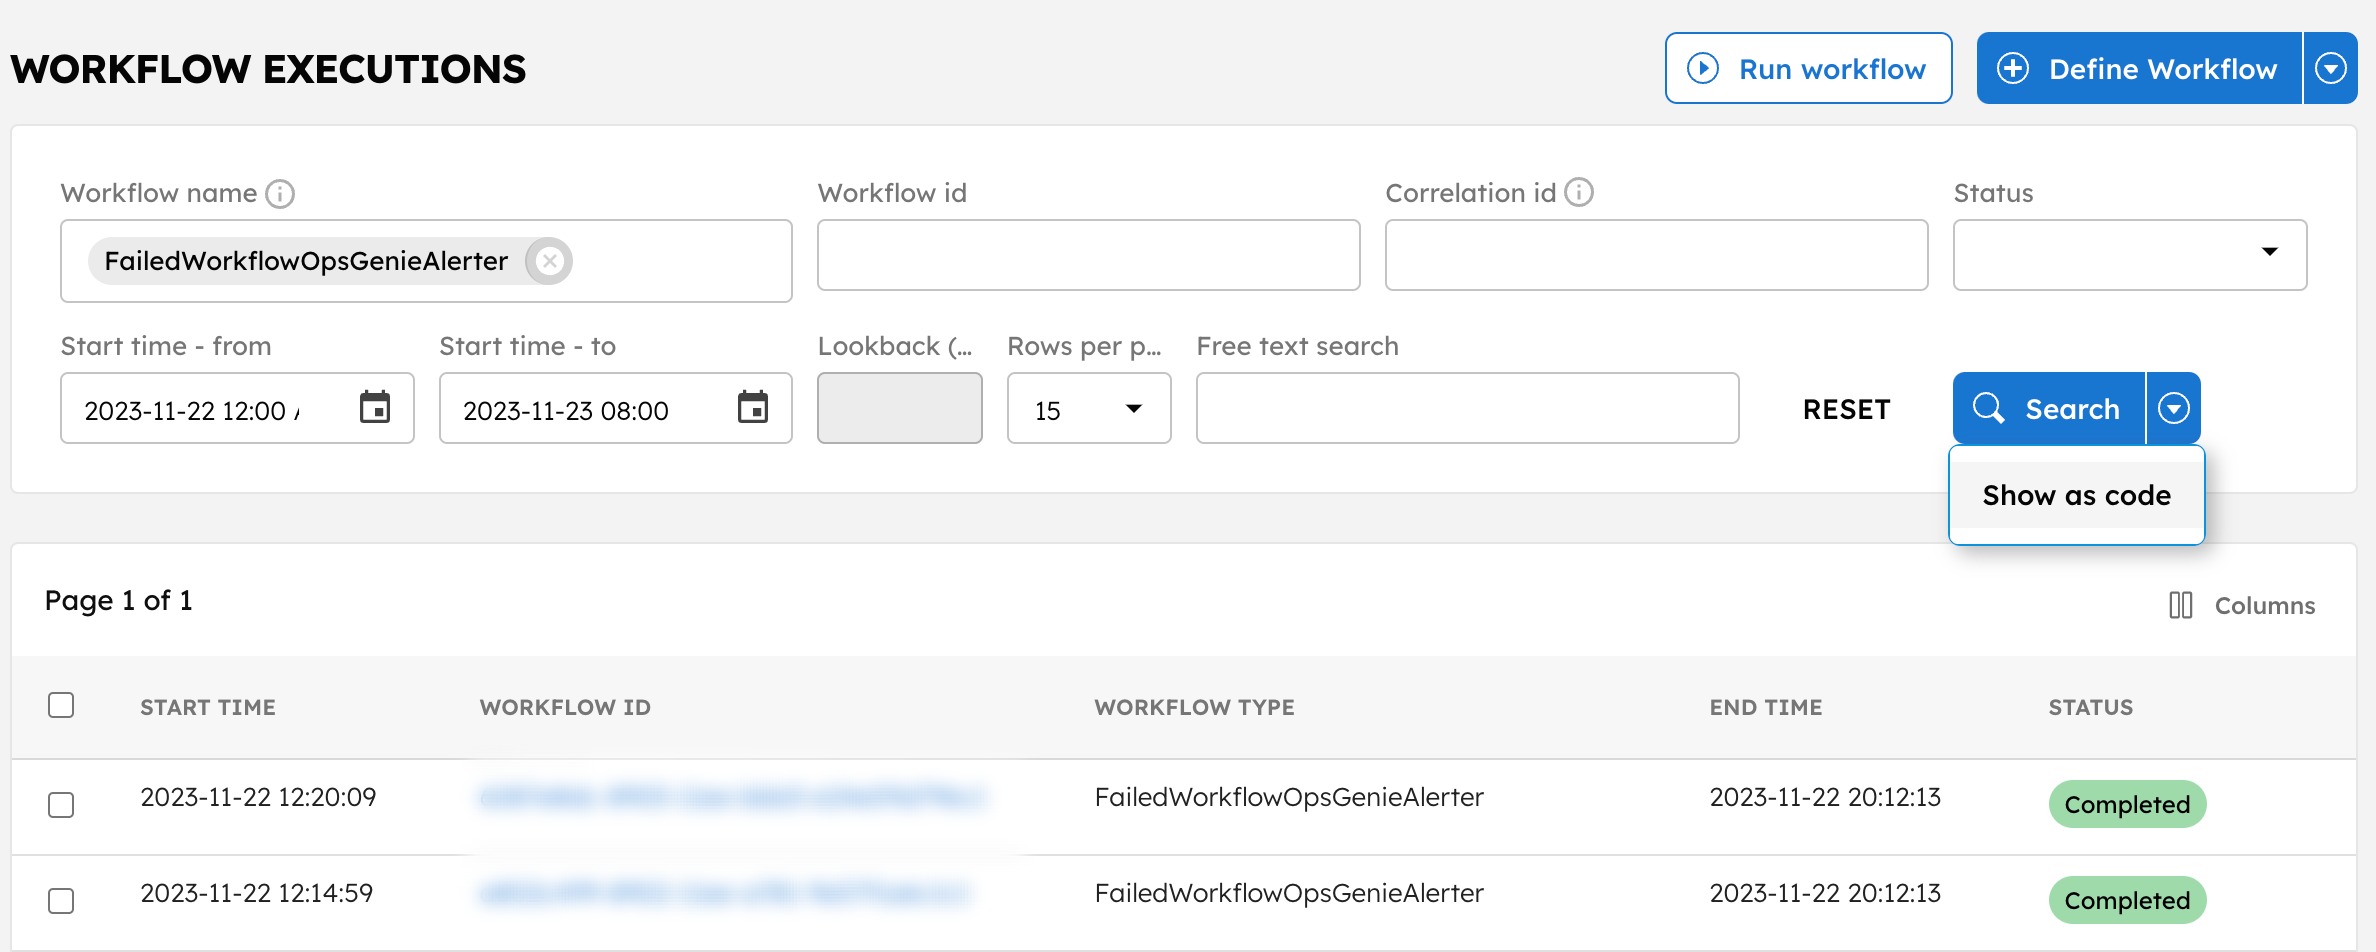 WORKFLOW EXECUTIONS
Run workflow
Define Workflow
Workflow name
Workflow id
Correlation id
Status
FailedWorkflowOpsGenieAlerter
Start time - from
Start time - to
Lookback (...
Rows per p...
Free text search
2023-11-22 12:00
2023-11-23 08:00
15
RESET
Search
Show as code
Page 1 of 1
Columns
START TIME
WORKFLOW ID
WORKFLOW TYPE
END TIME
STATUS
2023-11-22 12:20:09
FailedWorkflowOpsGenieAlerter
2023-11-22 20:12:13
Completed
2023-11-22 12:14:59
FailedWorkflowOpsGenieAlerter
2023-11-22 20:12:13
Completed